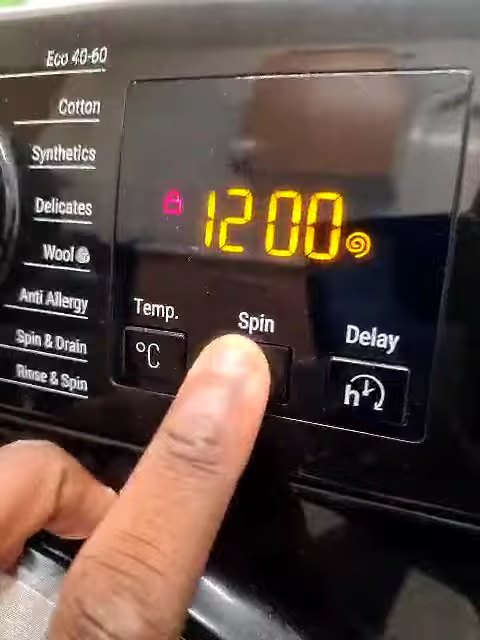 Eco 40-60
Cotton
Synthetics
Delicates
Wool
Anti Allergy
Spin & Drain
Rinse & Spin
1200
Temp.
°C
Spin
Delay
h